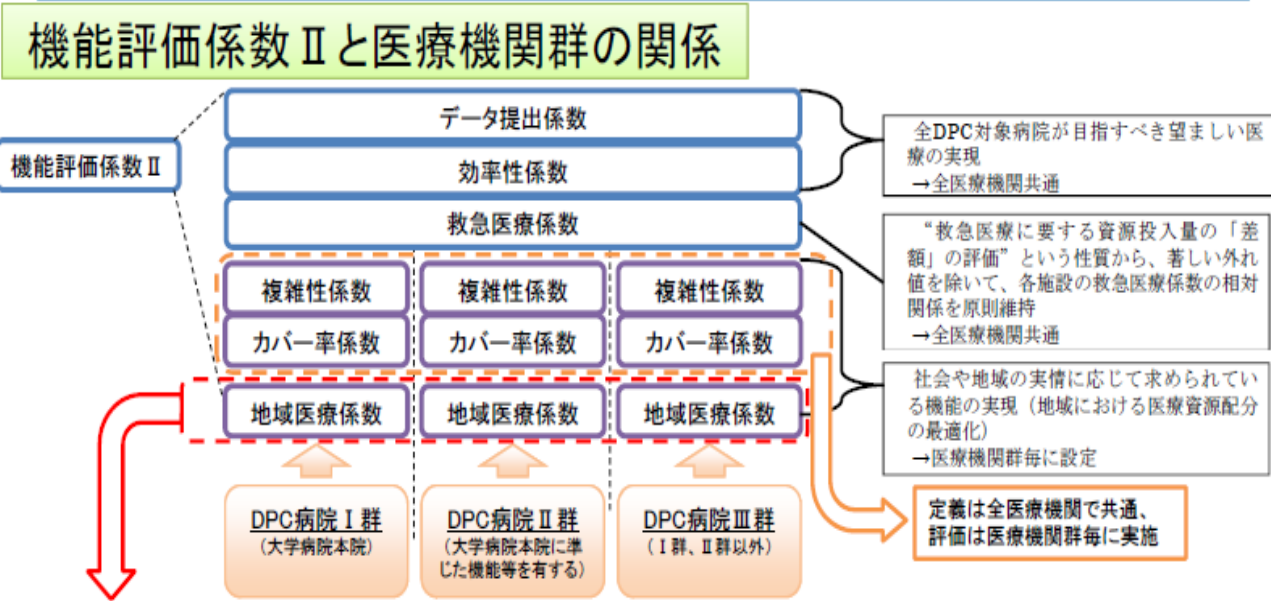 機能評価係数Ⅱと医療機関群の関係
機能評価係数Ⅱ
データ提出係数
効率性係数
救急医療係数
複雑性係数
複雑性係数
複雑性係数
カバー率係数
カバー率係数
カバー率係数
地域医療係数
地域医療係数
地域医療係数
DPC病院Ⅰ群
(大学病院本院)
DPC病院Ⅱ群
(大学病院本院に準
じた機能等を有する)
DPC病院Ⅲ群
(Ⅰ群、Ⅱ群以外)
全DPC対象病院が目指すべき望ましい医
療の実現
→全医療機関共通
“救急医療に要する資源投入量の「差
額」の評価”という性質から、著しい外れ
値を除いて、各施設の救急医療係数の相対
関係を原則維持
→全医療機関共通
社会や地域の実情に応じて求められてい
る機能の実現（地域における医療資源配分
の最適化）
→医療機関群毎に設定
定義は全医療機関で共通、
評価は医療機関群毎に実施